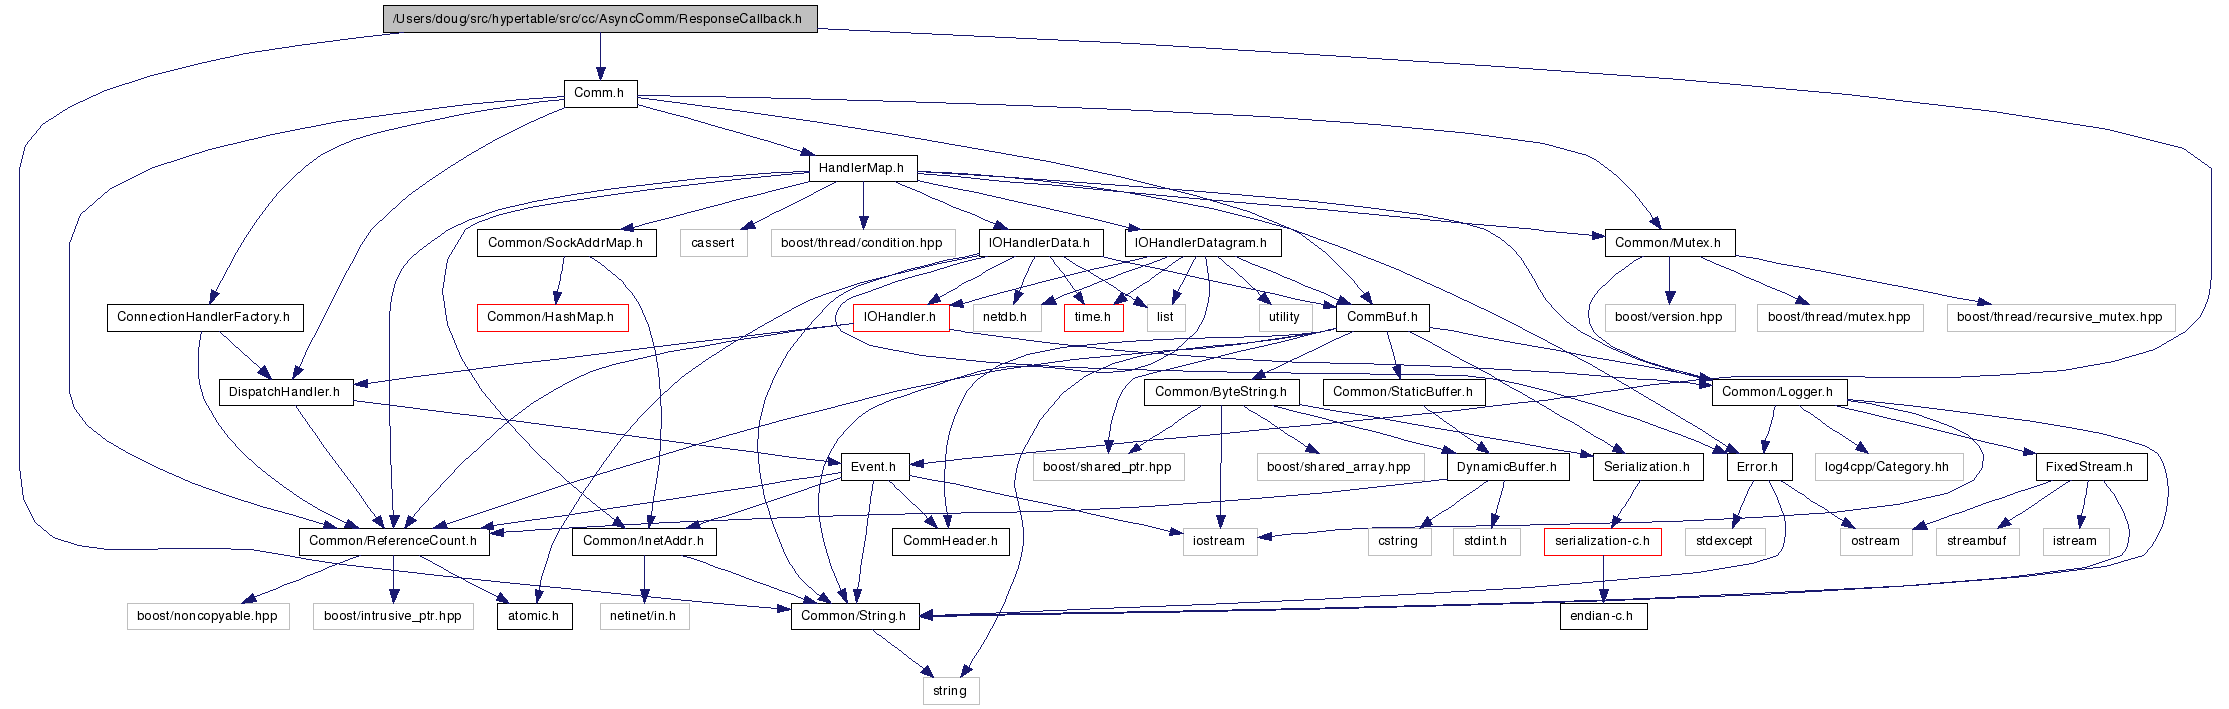 /Users/doug/src/hypertable/src/cc/AsyncComm/ResponseCallback.h
Comm.h
HandlerMap.h
Common/SockAddrMap.h
cassert
boost/thread/condition.hpp
IOHandlerData.h
IOHandlerDatagram.h
Common/Mutex.h
ConnectionHandlerFactory.h
Common/HashMap.h
IOHandler.h
netdb.h
time.h
list
utility
CommBuf.h
boost/version.hpp
boost/thread/mutex.hpp
boost/thread/recursive_mutex.hpp
DispatchHandler.h
Common/ByteString.h
Common/StaticBuffer.h
Common/Logger.h
Event.h
boost/shared_ptr.hpp
boost/shared_array.hpp
DynamicBuffer.h
Serialization.h
Error.h
log4cpp/Category.hh
FixedStream.h
Common/ReferenceCount.h
Common/InetAddr.h
CommHeader.h
iostream
cstring
stdint.h
serialization-c.h
stdexcept
ostream
streambuf
istream
boost/noncopyable.hpp
boost/intrusive_ptr.hpp
atomic.h
netinet/in.h
Common/String.h
endian-c.h
string